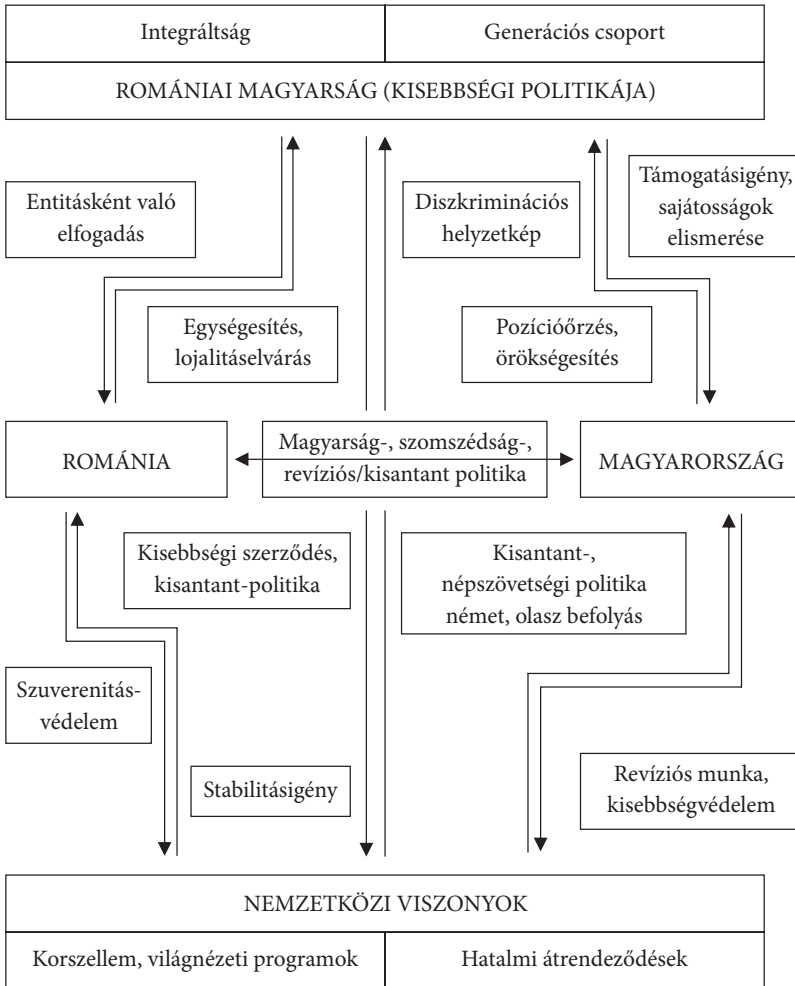 Integráltság
Generációs csoport
ROMÁNIAI MAGYARSÁG (KISEBBSÉGI POLITIKÁJA)
Entitásként való
elfogadás
Diszkriminációs
helyzetkép
Támogatásigény,
sajátosságok
elismerése
Egységesítés,
lojalitáselvárás
Pozícióőrzés,
örökségesítés
ROMÁNIA
Magyarság-, szomszédság-,
revíziós/kisantant politika
MAGYARORSZÁG
Kisebbségi szerződés,
kisantant-politika
Kisantant-,
népszövetségi politika
német, olasz befolyás
Szuverenitás-
védelem
Stabilitásigény
Revíziós munka,
kisebbségvédelem
NEMZETKÖZI VISZONYOK
Korszellem, világnézeti programok
Hatalmi átrendeződések